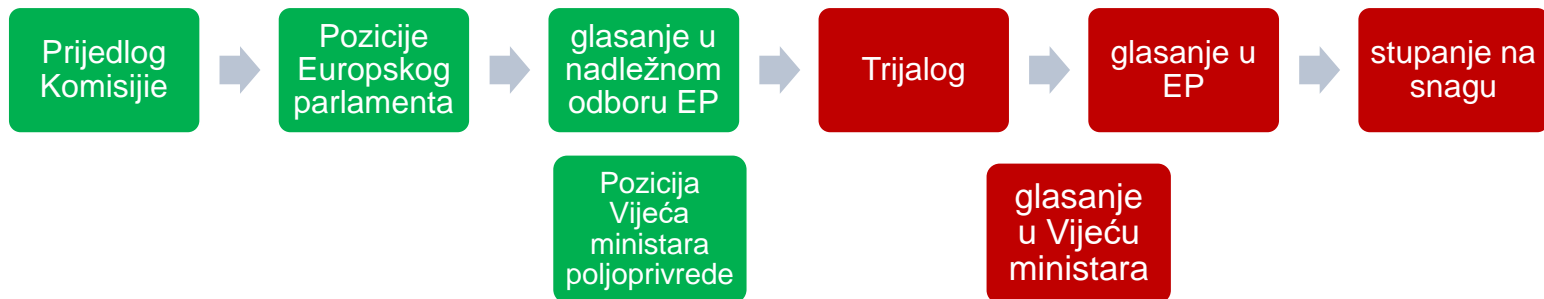 Prijedlog
Komisijie
Pozicije
Europskog
parlamenta
glasanje u
nadležnom
odboru EP
Trijalog
glasanje u
EP
stupanje na
snagu
Pozicija
Vijeća
ministara
poljoprivrede
glasanje
u Vijeću
ministara